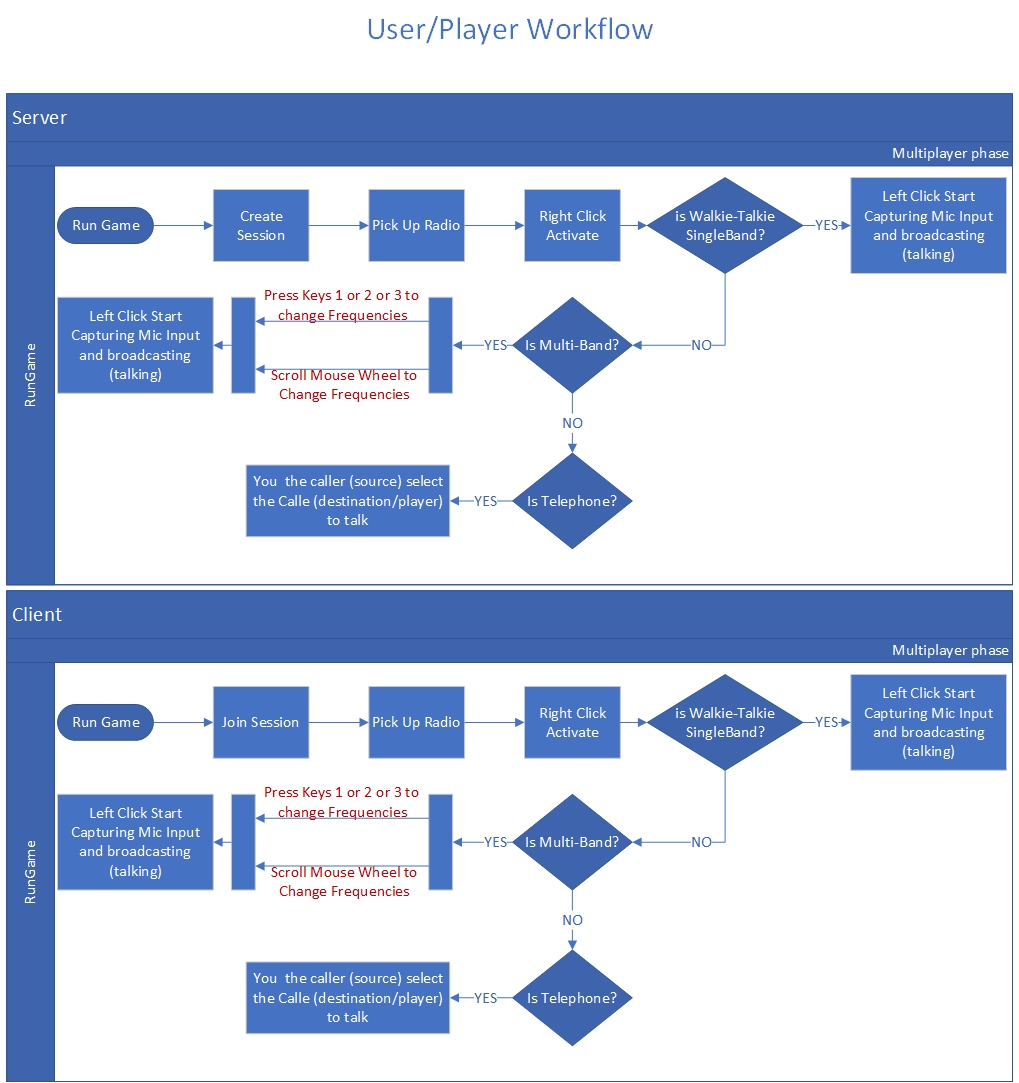 User/Player Workflow
Server
Multiplayer phase
RunGame
Run Game
Create
Session
Pick Up Radio
Right Click
Activate
is Walkie-Talkie
SingleBand?
YES
Left Click Start
Capturing Mic Input
and broadcasting
(talking)
NO
Is Multi-Band?
YES
Press Keys 1 or 2 or 3 to
change Frequencies
Scroll Mouse Wheel to
Change Frequencies
Left Click Start
Capturing Mic Input
and broadcasting
(talking)
NO
Is Telephone?
YES
You  the caller (source) select
the Calle (destination/player)
to talk
Client
Multiplayer phase
RunGame
Run Game
Join Session
Pick Up Radio
Right Click
Activate
is Walkie-Talkie
SingleBand?
YES
Left Click Start
Capturing Mic Input
and broadcasting
(talking)
NO
Is Multi-Band?
YES
Press Keys 1 or 2 or 3 to
change Frequencies
Scroll Mouse Wheel to
Change Frequencies
Left Click Start
Capturing Mic Input
and broadcasting
(talking)
NO
Is Telephone?
YES
You  the caller (source) select
the Calle (destination/player)
to talk